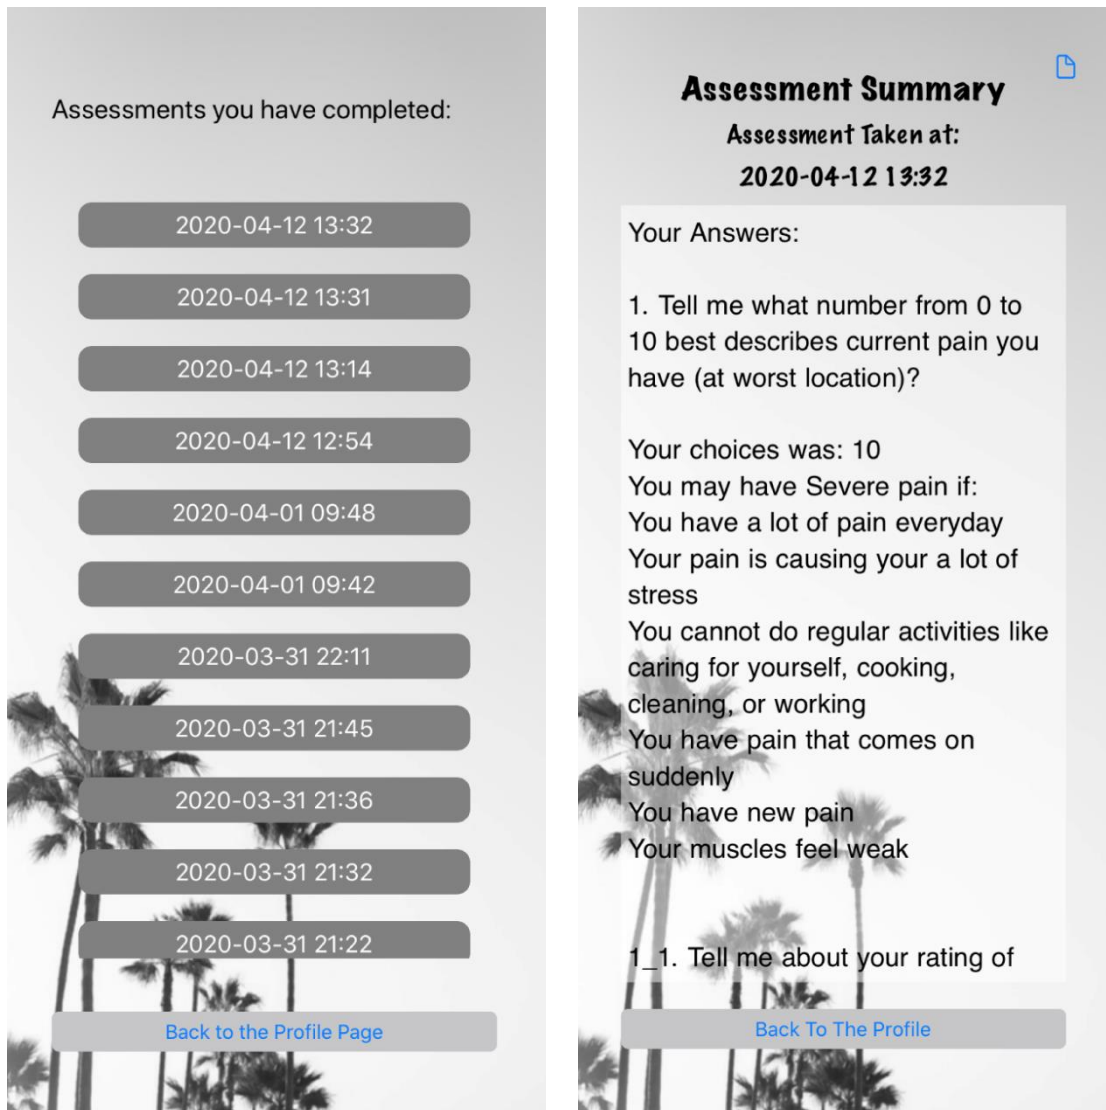 Assessments you have completed:
2020-04-12 13:32
2020-04-12 13:31
2020-04-12 13:14
2020-04-12 12:54
2020-04-01 09:48
2020-04-01 09:42
2020-03-31 22:11
2020-03-31 21:45
2020-03-31 21:36
2020-03-31 21:32
2020-03-31 21:22
Back to the Profile Page
Assessment Summary
Assessment Taken at:
2020-04-12 13:32
Your Answers:
1. Tell me what number from 0 to
10 best describes current pain you
have (at worst location)?
Your choices was: 10
You may have Severe pain if:
You have a lot of pain everyday
Your pain is causing your a lot of
stress
You cannot do regular activities like
caring for yourself, cooking,
cleaning, or working
You have pain that comes on
suddenly
You have new pain
Your muscles feel weak
1_1. Tell me about your rating of
Back To The Profile